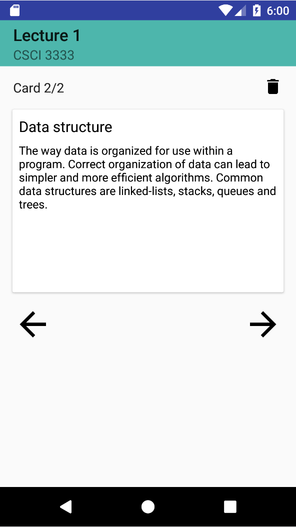 6:00
Lecture 1
CSCI 3333
Card 2/2
Data structure
The way data is organized for use within a
program. Correct organization of data can lead to
simpler and more efficient algorithms. Common
data structures are linked-lists, stacks, queues and
trees.